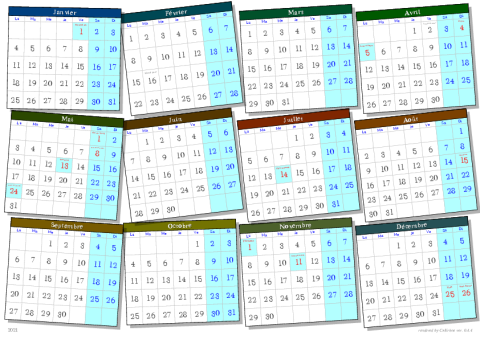 Janvier
Lu Ma Me Je Ve Sa Di
1 2 3
4 5 6 7 8 9 10
11 12 13 14 15 16 17
18 19 20 21 22 23 24
25 26 27 28 29 30 31
Février
Lu Ma Me Je Ve Sa Di
1 2 3 4 5 6 7
8 9 10 11 12 13 14
15 16 17 18 19 20 21
22 23 24 25 26 27 28
Mars
Lu Ma Me Je Ve Sa Di
1 2 3 4 5 6 7
8 9 10 11 12 13 14
15 16 17 18 19 20 21
22 23 24 25 26 27 28
29 30 31
Avril
Lu Ma Me Je Ve Sa Di
1 2 3 4
5 6 7 8 9 10 11
12 13 14 15 16 17 18
19 20 21 22 23 24 25
26 27 28 29 30
Mai
Lu Ma Me Je Ve Sa Di
1 2
3 4 5 6 7 8 9
10 11 12 13 14 15 16
17 18 19 20 21 22 23
24 25 26 27 28 29 30
31
Juin
Lu Ma Me Je Ve Sa Di
1 2 3 4 5 6
7 8 9 10 11 12 13
14 15 16 17 18 19 20
21 22 23 24 25 26 27
28 29 30
Juillet
Lu Ma Me Je Ve Sa Di
1 2 3 4
5 6 7 8 9 10 11
12 13 14 15 16 17 18
19 20 21 22 23 24 25
26 27 28 29 30 31
Août
Lu Ma Me Je Ve Sa Di
1
2 3 4 5 6 7 8
9 10 11 12 13 14 15
16 17 18 19 20 21 22
23 24 25 26 27 28 29
30 31
Septembre
Lu Ma Me Je Ve Sa Di
1 2 3 4 5
6 7 8 9 10 11 12
13 14 15 16 17 18 19
20 21 22 23 24 25 26
27 28 29 30
Octobre
Lu Ma Me Je Ve Sa Di
1 2 3
4 5 6 7 8 9 10
11 12 13 14 15 16 17
18 19 20 21 22 23 24
25 26 27 28 29 30 31
Novembre
Lu Ma Me Je Ve Sa Di
1 2 3 4 5 6 7
8 9 10 11 12 13 14
15 16 17 18 19 20 21
22 23 24 25 26 27 28
29 30
Décembre
Lu Ma Me Je Ve Sa Di
1 2 3 4 5
6 7 8 9 10 11 12
13 14 15 16 17 18 19
20 21 22 23 24 25 26
27 28 29 30 31
2021
created by